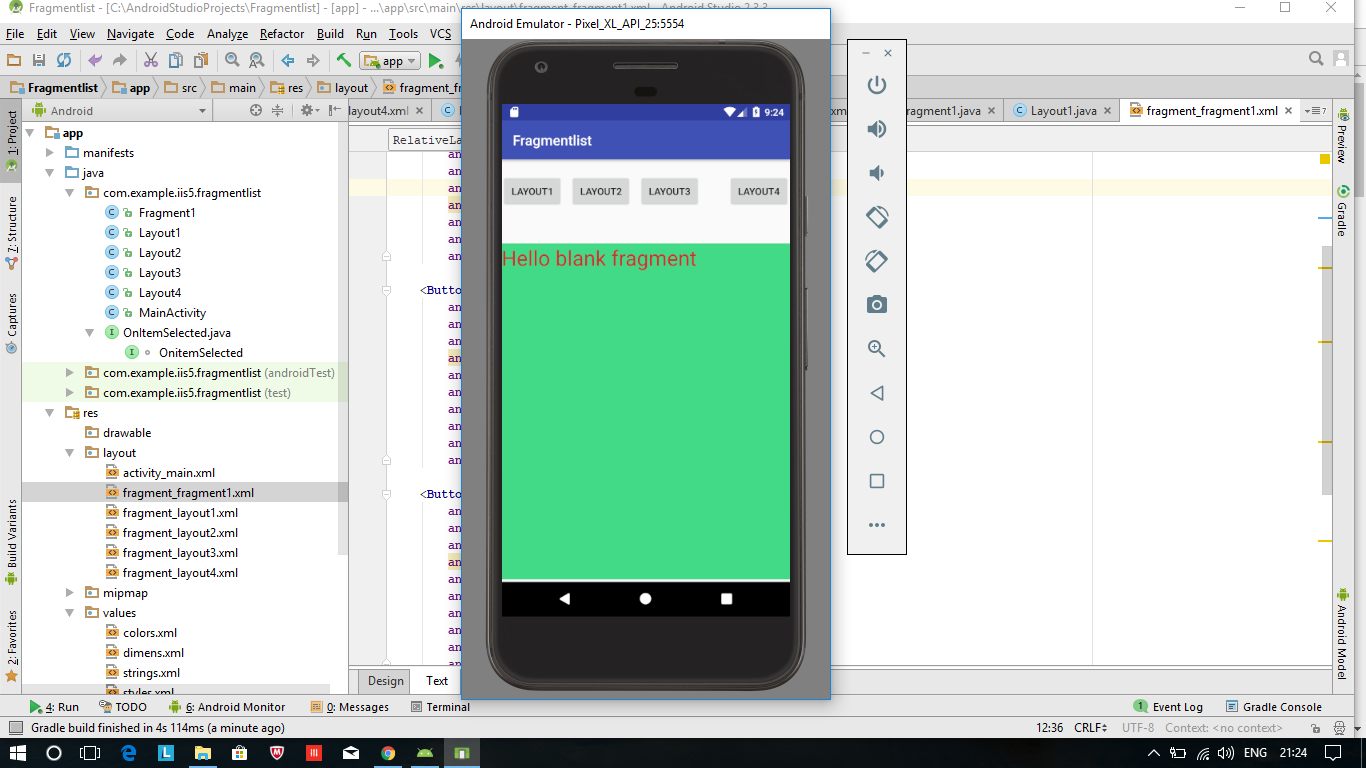 Fragmentlist - [C:\AndroidStudioProjects\Fragmentlist] - [app] - ...\app\src\main\res\layout\fragment_fragment1.xml - Android Studio 2.3.3
Android Emulator - Pixel_XL_API_25:5554
File Edit View Navigate Code Analyze Refactor Build Run Tools VCS
app
Fragmentlist app src main res layout fragment_fr
Android
layout4.xml
ragment1.java Layout1.java fragment_fragment1.xml 7
RelativeLa
app
manifests
java
com.example.iis5.fragmentlist
Fragment1
Layout1
Layout2
Layout3
Layout4
MainActivity
OnItemSelected.java
OnitemSelected
com.example.iis5.fragmentlist (androidTest)
com.example.iis5.fragmentlist (test)
res
drawable
layout
activity_main.xml
fragment_fragment1.xml
fragment_layout1.xml
fragment_layout2.xml
fragment_layout3.xml
fragment_layout4.xml
mipmap
values
colors.xml
dimens.xml
strings.xml
styles.xml
1: Project
7: Structure
Captures
Build Variants
2: Favorites
an
an
an
an
an
an
an
<Button
an
an
an
an
an
an
an
an
an
an
<Button
an
an
an
an
an
an
an
an
Design Text
9:24
Fragmentlist
LAYOUT1 LAYOUT2 LAYOUT3 LAYOUT4
Hello blank fragment
Preview
Gradle
Android Model
4: Run TODO 6: Android Monitor 0: Messages Terminal 1 Event Log Gradle Console
Gradle build finished in 4s 114ms (a minute ago) 12:36 CRLF UTF-8 Context: <no context>
ENG 21:24